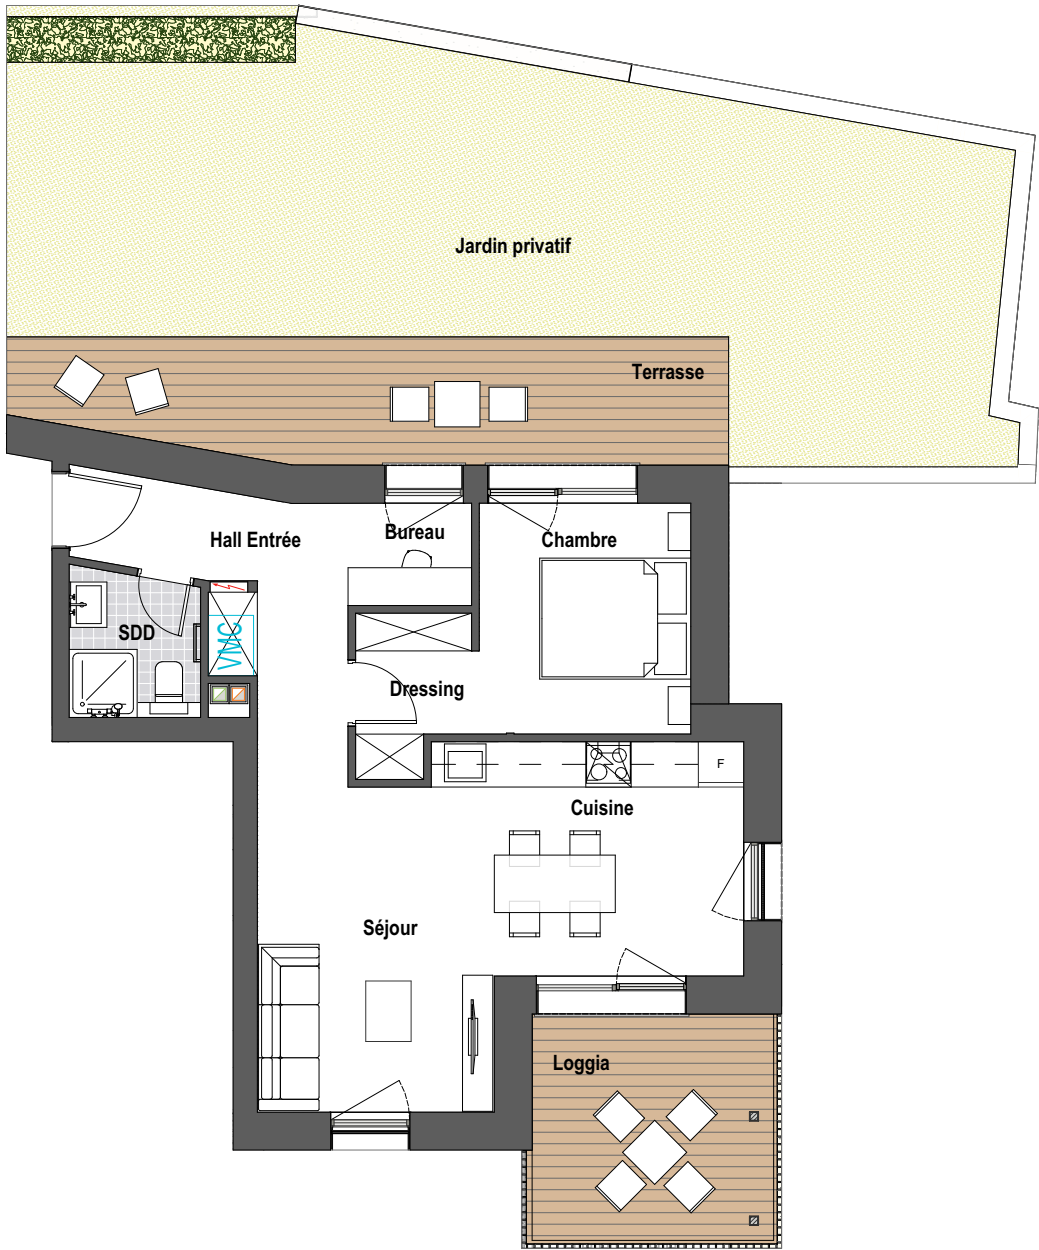 Jardin privatif
Terrasse
Hall Entrée
Bureau
Chambre
SDD
VMC
Dressing
F
Cuisine
Séjour
Loggia